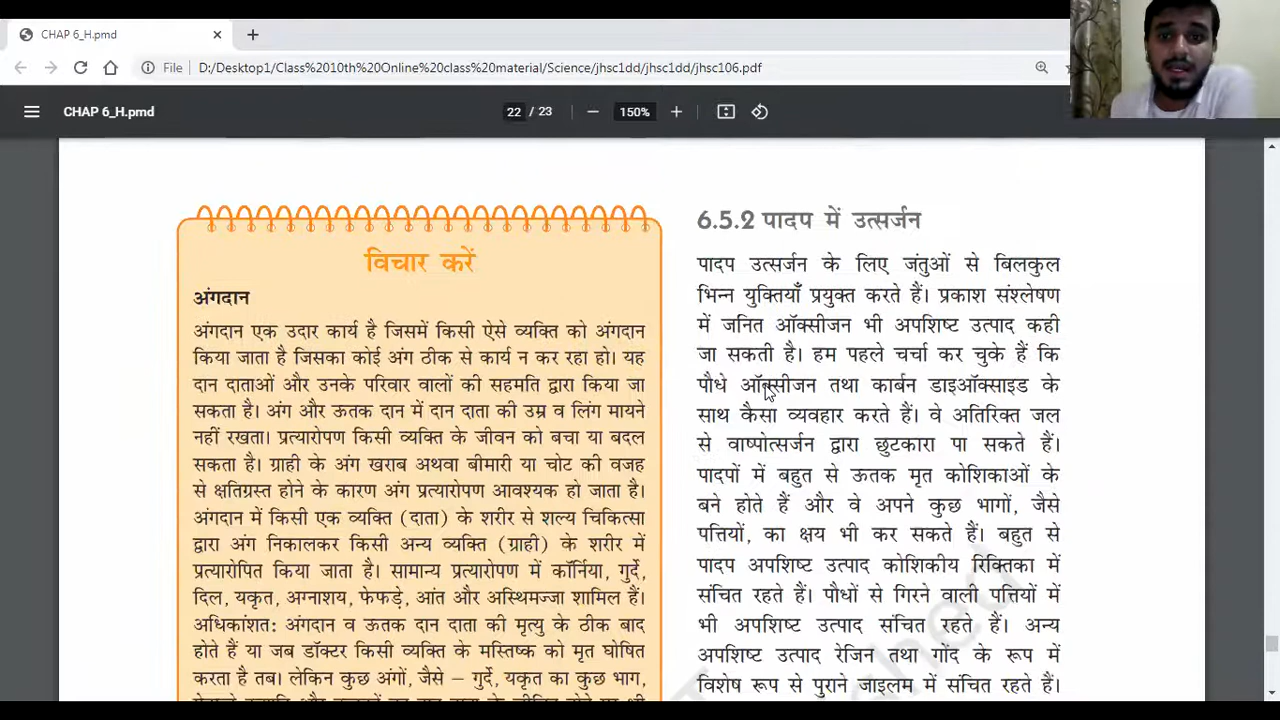 CHAP 6_H.pmd
File D:/Desktop1/Class%2010th%20Online%20class%20material/Science/jhsc1dd/jhsc1dd/jhsc106.pdf
CHAP 6_H.pmd
22 / 23
150%
विचार करें
अंगदान
अंगदान एक उदार कार्य है जिसमें किसी ऐसे व्यक्ति को अंगदान
किया जाता है जिसका कोई अंग ठीक से कार्य न कर रहा हो। यह
दान दाताओं और उनके परिवार वालों की सहमति द्वारा किया जा
सकता है। अंग और ऊतक दान में दान दाता की उम्र व लिंग मायने
नहीं रखता। प्रत्यारोपण किसी व्यक्ति के जीवन को बचा या बदल
सकता है। ग्राही के अंग खराब अथवा बीमारी या चोट की वजह
से क्षतिग्रस्त होने के कारण अंग प्रत्यारोपण आवश्यक हो जाता है।
अंगदान में किसी एक व्यक्ति (दाता) के शरीर से शल्य चिकित्सा
द्वारा अंग निकालकर किसी अन्य व्यक्ति (ग्राही) के शरीर में
प्रत्यारोपित किया जाता है। सामान्य प्रत्यारोपण में कॉर्निया, गुर्दे,
दिल, यकृत, अग्नाशय, फेफड़े, आंत और अस्थिमज्जा शामिल हैं।
अधिकांशत: अंगदान व ऊतक दान दाता की मृत्यु के ठीक बाद
होते हैं या जब डॉक्टर किसी व्यक्ति के मस्तिष्क को मृत घोषित
करता है तब। लेकिन कुछ अंगों, जैसे – गुर्दे, यकृत का कुछ भाग,
6.5.2 पादप में उत्सर्जन
पादप उत्सर्जन के लिए जंतुओं से बिलकुल
भिन्न युक्तियाँ प्रयुक्त करते हैं। प्रकाश संश्लेषण
में जनित ऑक्सीजन भी अपशिष्ट उत्पाद कही
जा सकती है। हम पहले चर्चा कर चुके हैं कि
पौधे ऑक्सीजन तथा कार्बन डाइऑक्साइड के
साथ कैसा व्यवहार करते हैं। वे अतिरिक्त जल
से वाष्पोत्सर्जन द्वारा छुटकारा पा सकते हैं।
पादपों में बहुत से ऊतक मृत कोशिकाओं के
बने होते हैं और वे अपने कुछ भागों, जैसे
पत्तियों, का क्षय भी कर सकते हैं। बहुत से
पादप अपशिष्ट उत्पाद कोशिकीय रिक्तिका में
संचित रहते हैं। पौधों से गिरने वाली पत्तियों में
भी अपशिष्ट उत्पाद संचित रहते हैं। अन्य
अपशिष्ट उत्पाद रेजिन तथा गोंद के रूप में
विशेष रूप से पुराने जाइलम में संचित रहते हैं।